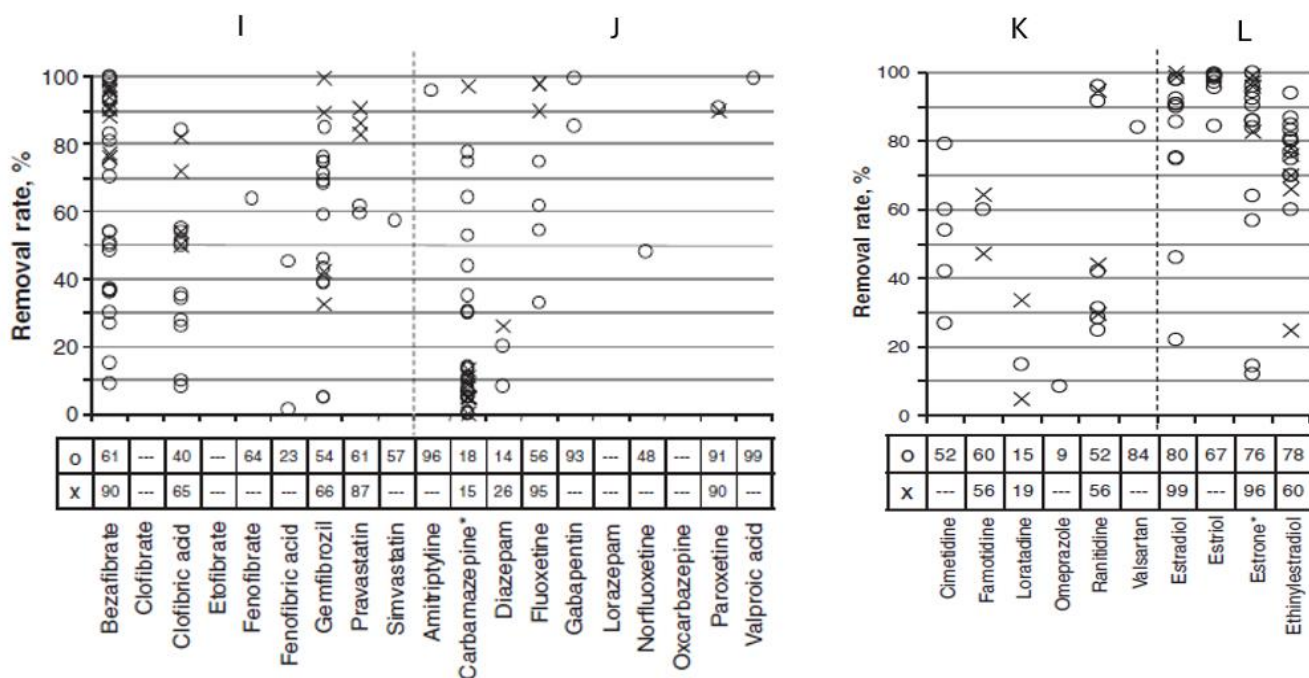 I J
Removal rate, %
100
80
60
40
20
0
O 61 --- 40 --- 64 23 54 61 57 96 18 14 56 93 --- 48 --- 91 99
X 90 --- 65 --- --- --- 66 87 --- --- 15 26 95 --- --- --- --- 90 ---
Bezafibrate
Clofibrate
Clofibric acid
Etofibrate
Fenofibrate
Fenofibric acid
Gemfibrozil
Pravastatin
Simvastatin
Amitriptyline
Carbamazepine*
Diazepam
Fluoxetine
Gabapentin
Lorazepam
Norfluoxetine
Oxcarbazepine
Paroxetine
Valproic acid
K L
Removal rate, %
100
80
60
40
20
0
O 52 60 15 9 52 84 80 67 76 78
X --- 56 19 --- 56 --- 99 --- 96 60
Cimetidine
Famotidine
Loratadine
Omeprazole
Ranitidine
Valsartan
Estradiol
Estriol
Estrone*
Ethinylestradiol